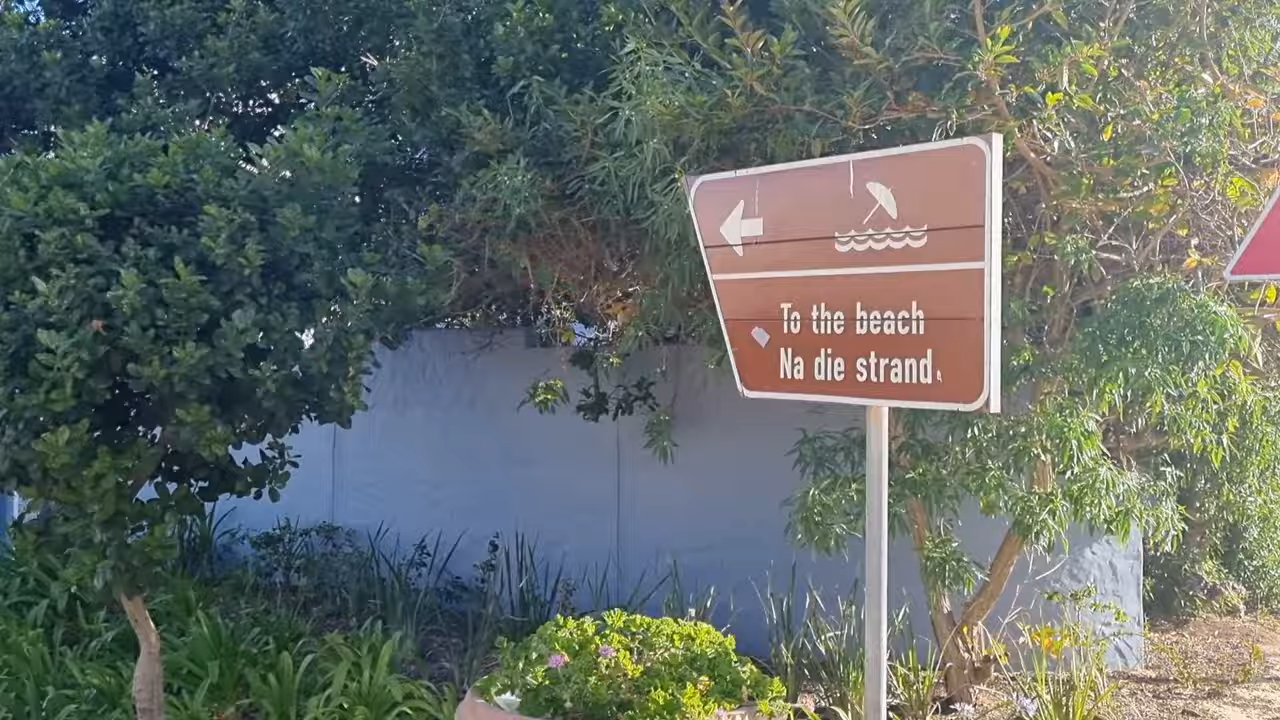 To the beach
Na die strand